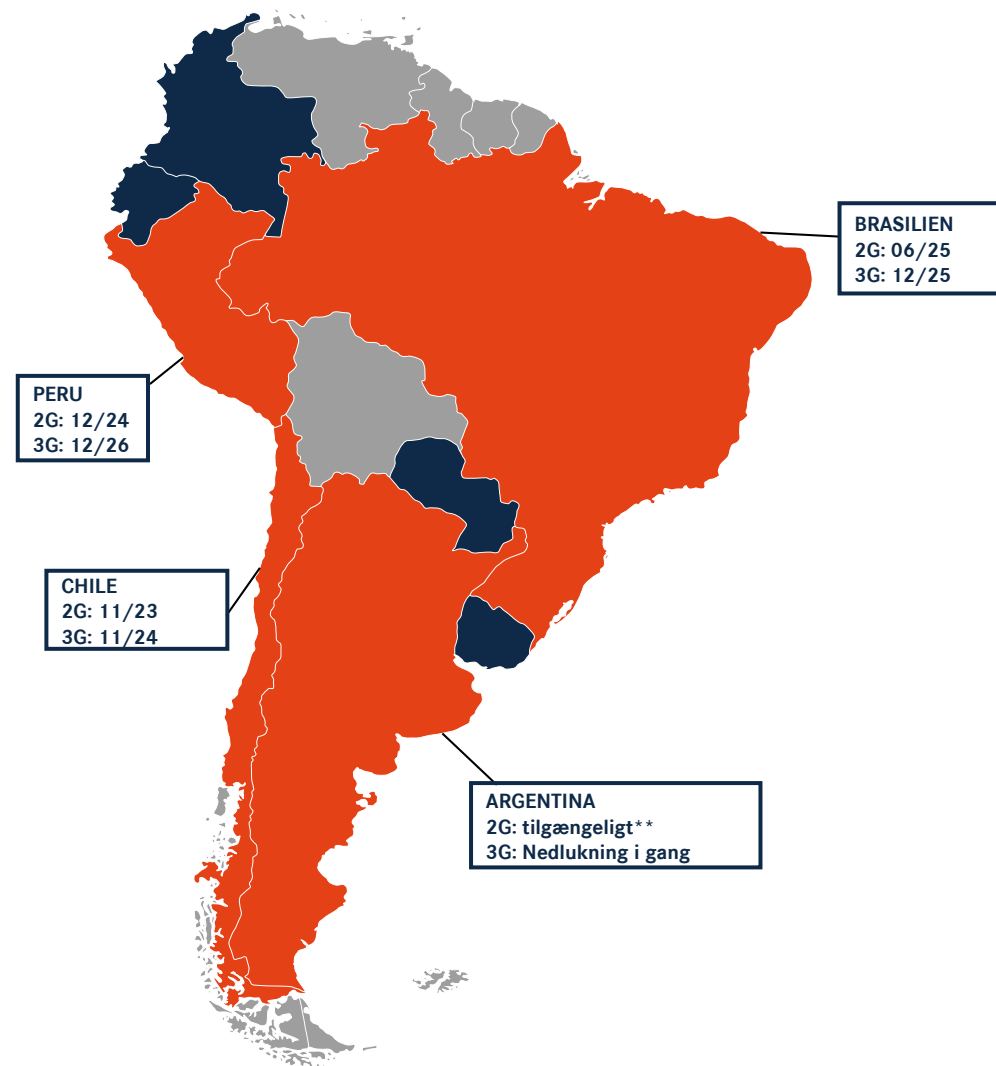 BRASILIEN
2G: 06/25
3G: 12/25
PERU
2G: 12/24
3G: 12/26
CHILE
2G: 11/23
3G: 11/24
ARGENTINA
2G: tilgængeligt**
3G: Nedlukning i gang